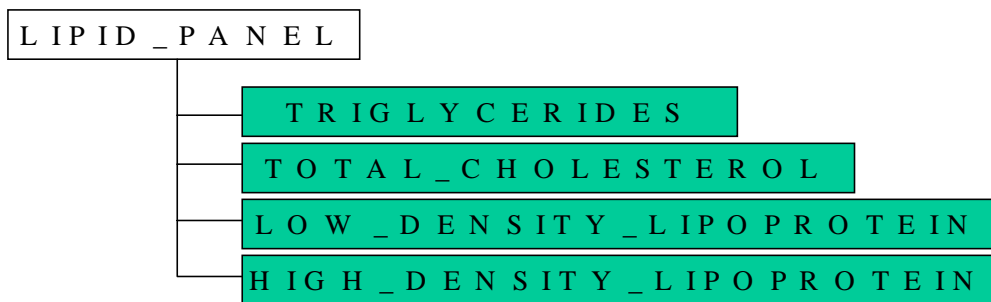 LIPID_PANEL
TRIGLYCERIDES
TOTAL_CHOLESTEROL
LOW_DENSITY_LIPOPROTEIN
HIGH_DENSITY_LIPOPROTEIN